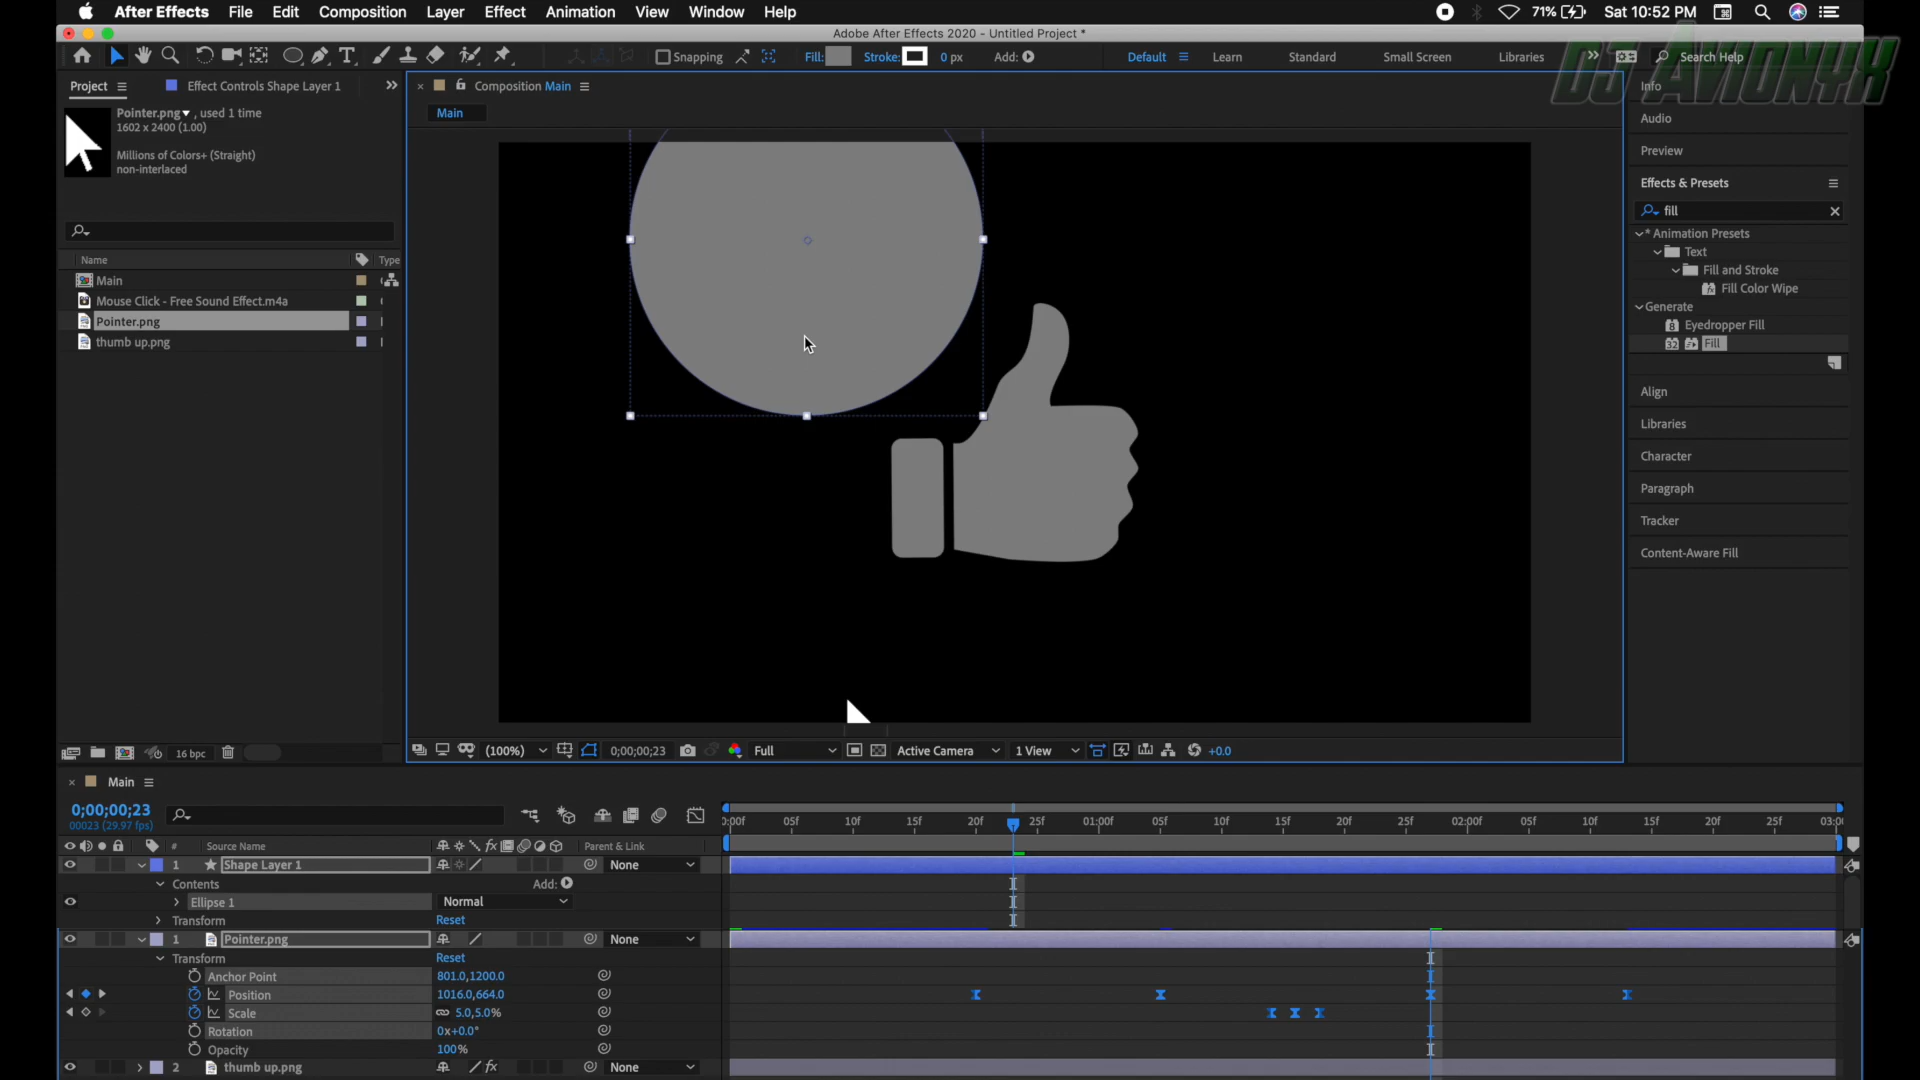 After Effects File Edit Composition Layer Effect Animation View Window Help 71% Sat 10:52 PM
Adobe After Effects 2020 - Untitled Project *
Snapping Fill: Stroke: 0 px Add: Default Learn Standard Small Screen Libraries Search Help
DJ AVIONYX
Project Effect Controls Shape Layer 1
Composition Main
Main
Pointer.png , used 1 time
1602 x 2400 (1.00)
Millions of Colors+ (Straight)
non-interlaced
Name Type
Main
Mouse Click - Free Sound Effect.m4a
Pointer.png
thumb up.png
16 bpc
(100%) 0;00;00;23 Full Active Camera 1 View +0.0
Info
Audio
Preview
Effects & Presets
fill
* Animation Presets
Text
Fill and Stroke
Fill Color Wipe
Generate
Eyedropper Fill
Fill
Align
Libraries
Character
Paragraph
Tracker
Content-Aware Fill
Main
0;00;00;23
00023 (29.97 fps)
0:00f 05f 10f 15f 20f 25f 01:00f 05f 10f 15f 20f 25f 02:00f 05f 10f 15f 20f 25f 03:0
# Source Name Parent & Link
1 Shape Layer 1 None
Contents Add:
Ellipse 1 Normal
Transform Reset
1 Pointer.png None
Transform Reset
Anchor Point 801.0,1200.0
Position 1016.0,664.0
Scale 5.0,5.0%
Rotation 0x+0.0°
Opacity 100%
2 thumb up.png None